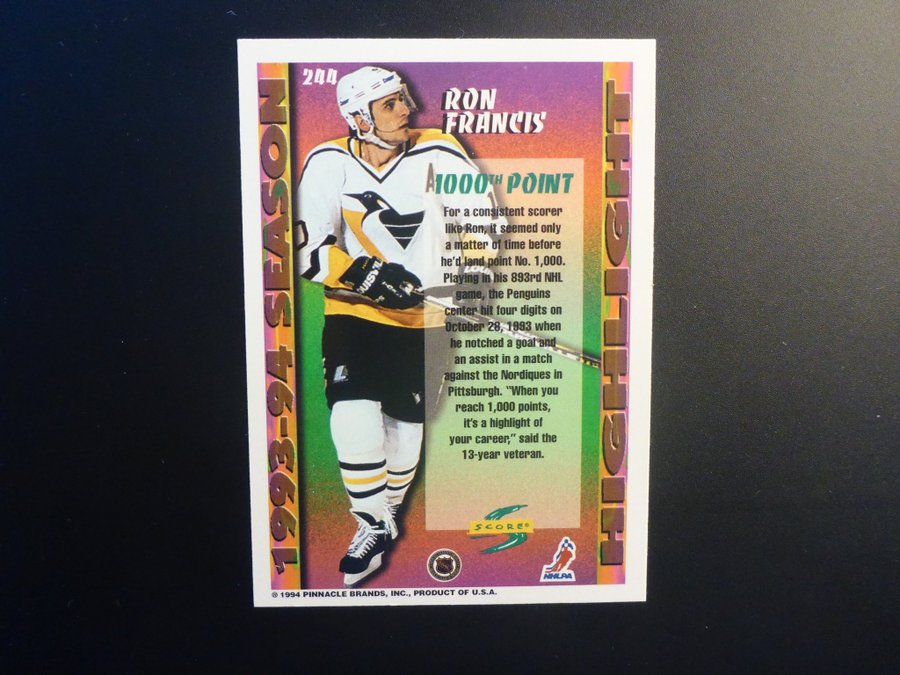 244
RON
FRANCIS
1993-94 SEASON
HIGHLIGHT
A
1000TH POINT
For a consistent scorer
like Ron, it seemed only
a matter of time before
he'd land point No. 1,000.
Playing in his 893rd NHL
game, the Penguins
center hit four digits on
October 28, 1993 when
he notched a goal and
an assist in a match
against the Nordiques in
Pittsburgh. "When you
reach 1,000 points,
it's a highlight of
your career," said the
13-year veteran.
SCORE®
NHLPA
© 1994 PINNACLE BRANDS, INC., PRODUCT OF U.S.A.